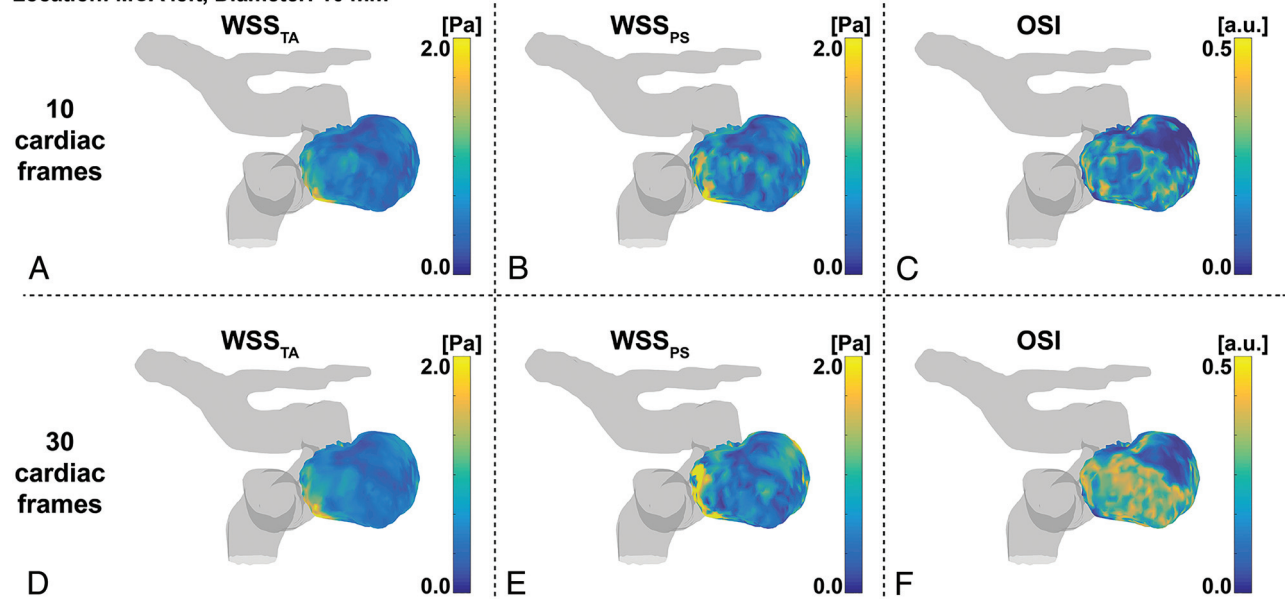 WSSTA
[Pa]
2.0
0.0
WSSPS
[Pa]
2.0
0.0
OSI
[a.u.]
0.5
0.0
10
cardiac
frames
A
B
C
WSSTA
[Pa]
2.0
0.0
WSSPS
[Pa]
2.0
0.0
OSI
[a.u.]
0.5
0.0
30
cardiac
frames
D
E
F